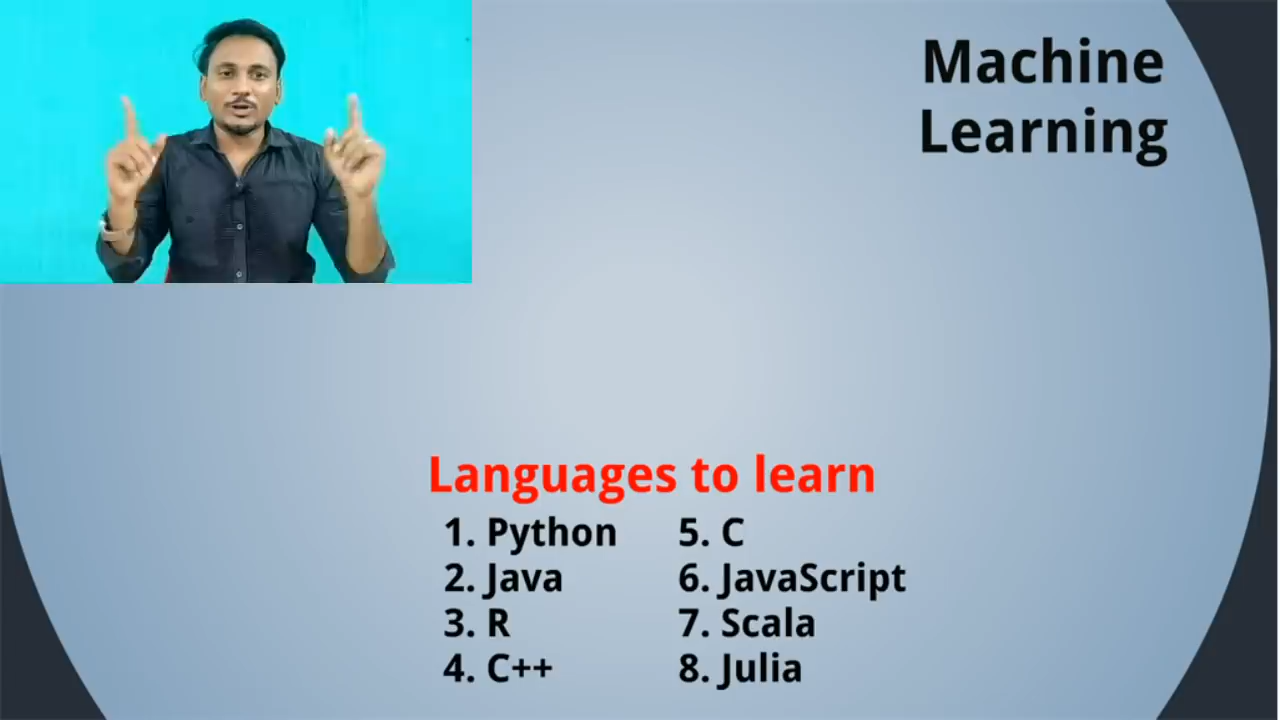 Machine
Learning
Languages to learn
1. Python
2. Java
3. R
4. C++
5. C
6. JavaScript
7. Scala
8. Julia